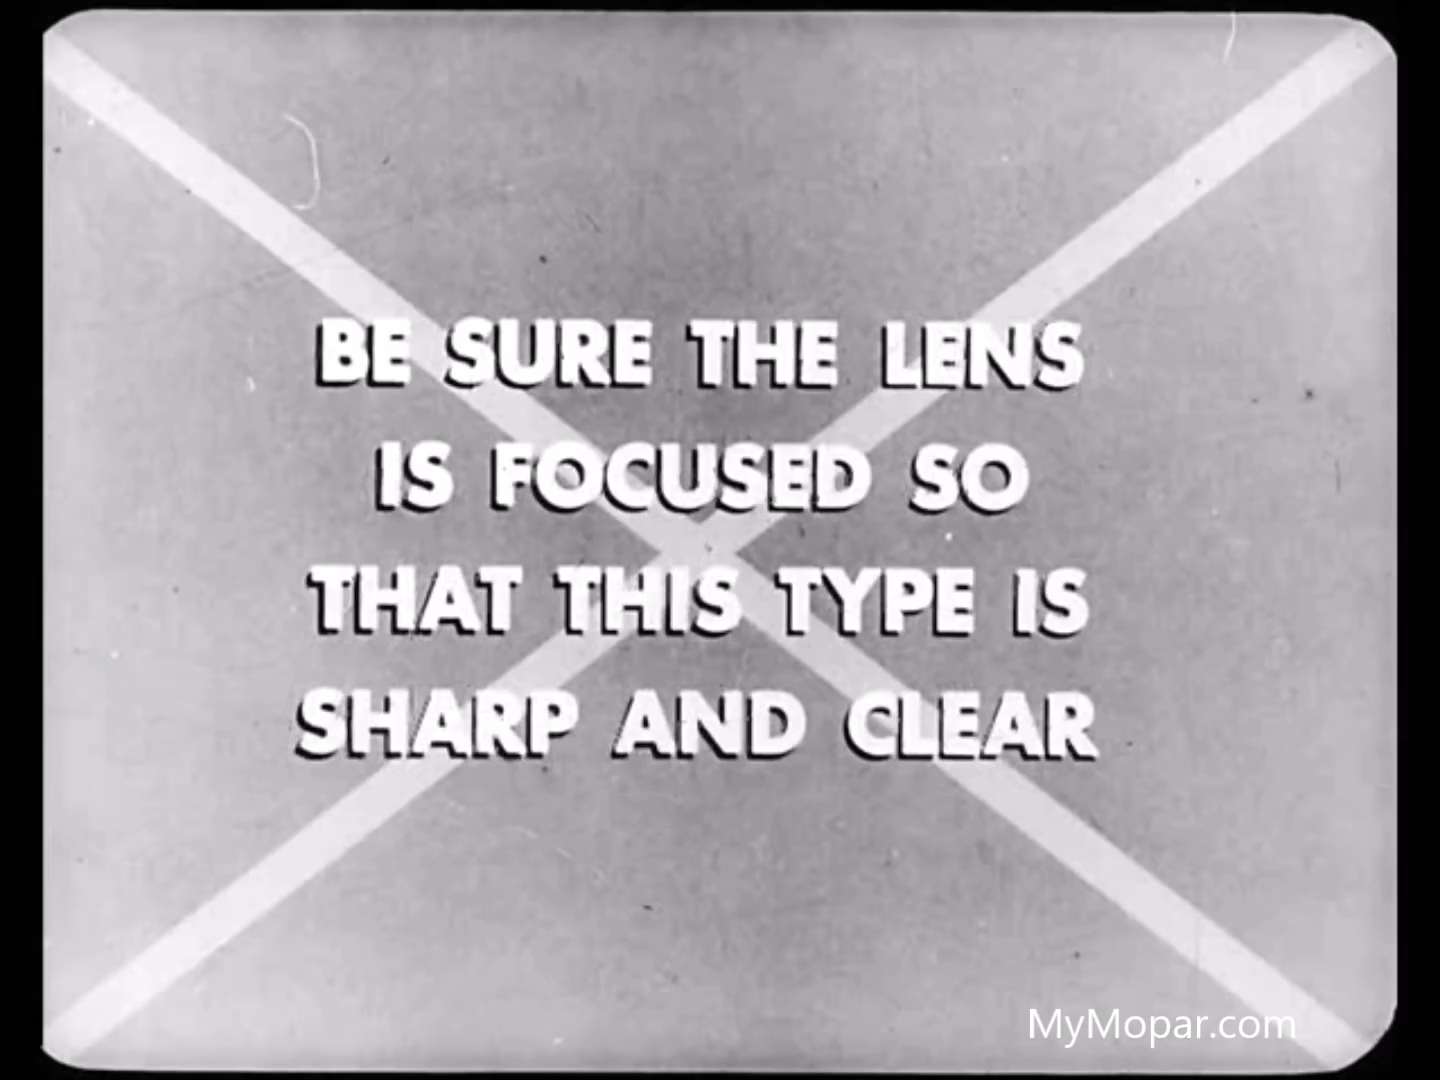 BE SURE THE LENS
IS FOCUSED SO
THAT THIS TYPE IS
SHARP AND CLEAR
MyMopar.com